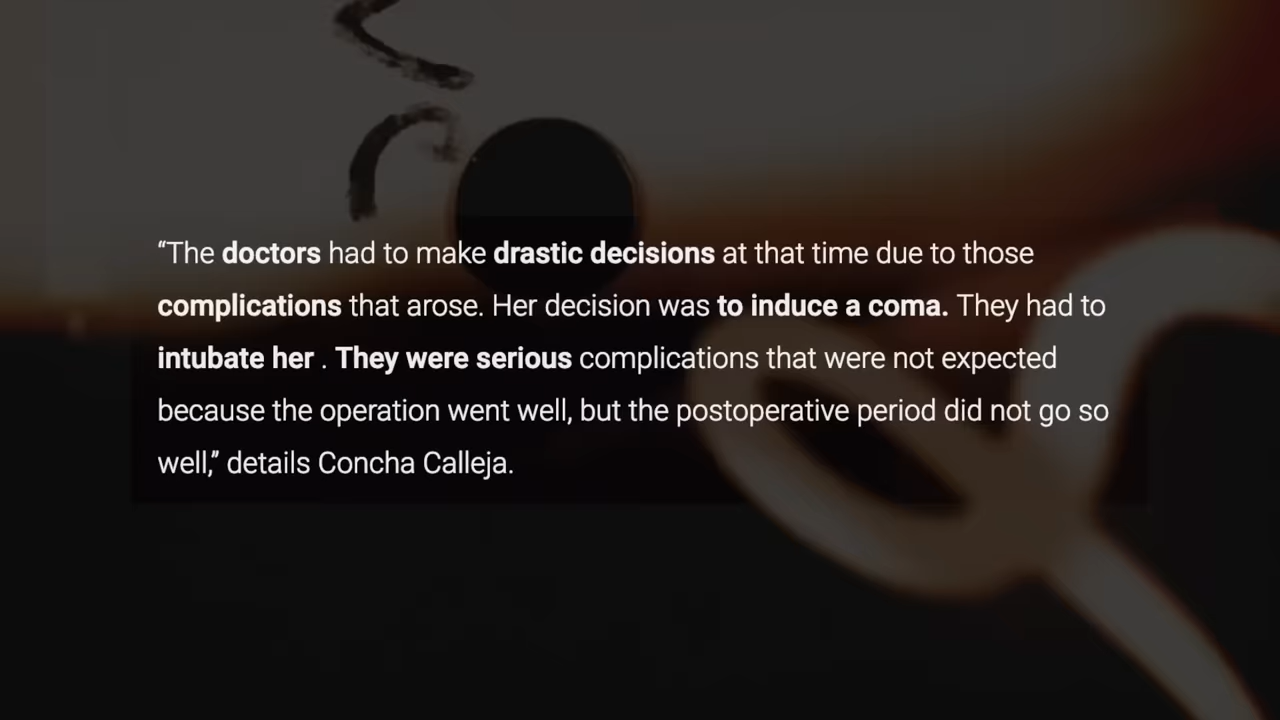 “The doctors had to make drastic decisions at that time due to those
complications that arose. Her decision was to induce a coma. They had to
intubate her . They were serious complications that were not expected
because the operation went well, but the postoperative period did not go so
well,” details Concha Calleja.